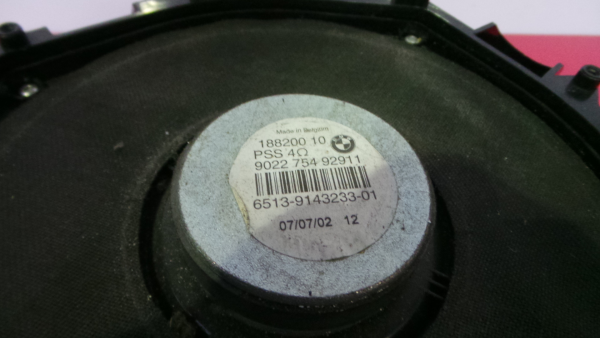 Made in Belgium
188200 10
PSS 4Ω
9022 754 92911
6513-9143233-01
07/07/02 12